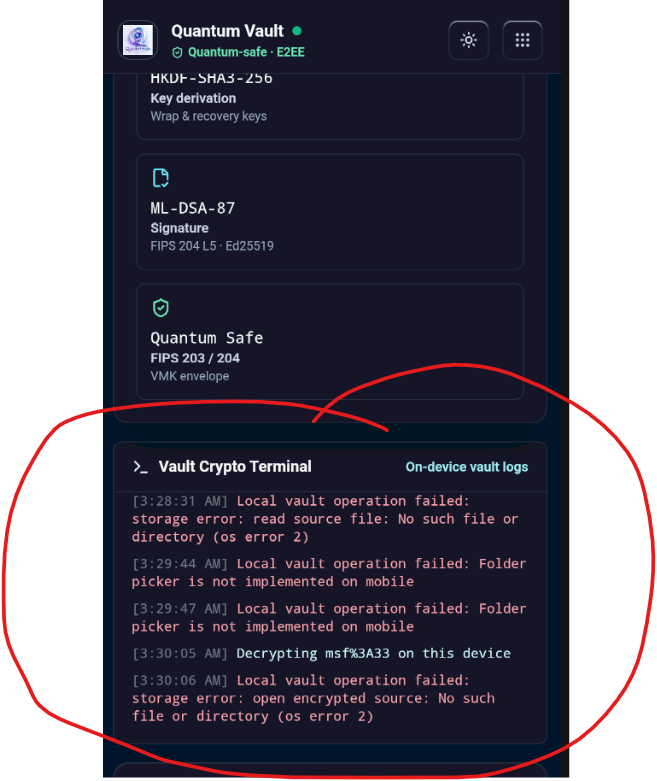 Quantum Vault
Quantum-safe · E2EE
HKDF-SHA3-256
Key derivation
Wrap & recovery keys
ML-DSA-87
Signature
FIPS 204 L5 · Ed25519
Quantum Safe
FIPS 203 / 204
VMK envelope
>_ Vault Crypto Terminal On-device vault logs
[3:28:31 AM] Local vault operation failed:
storage error: read source file: No such file or
directory (os error 2)
[3:29:44 AM] Local vault operation failed: Folder
picker is not implemented on mobile
[3:29:47 AM] Local vault operation failed: Folder
picker is not implemented on mobile
[3:30:05 AM] Decrypting msf%3A33 on this device
[3:30:06 AM] Local vault operation failed:
storage error: open encrypted source: No such
file or directory (os error 2)